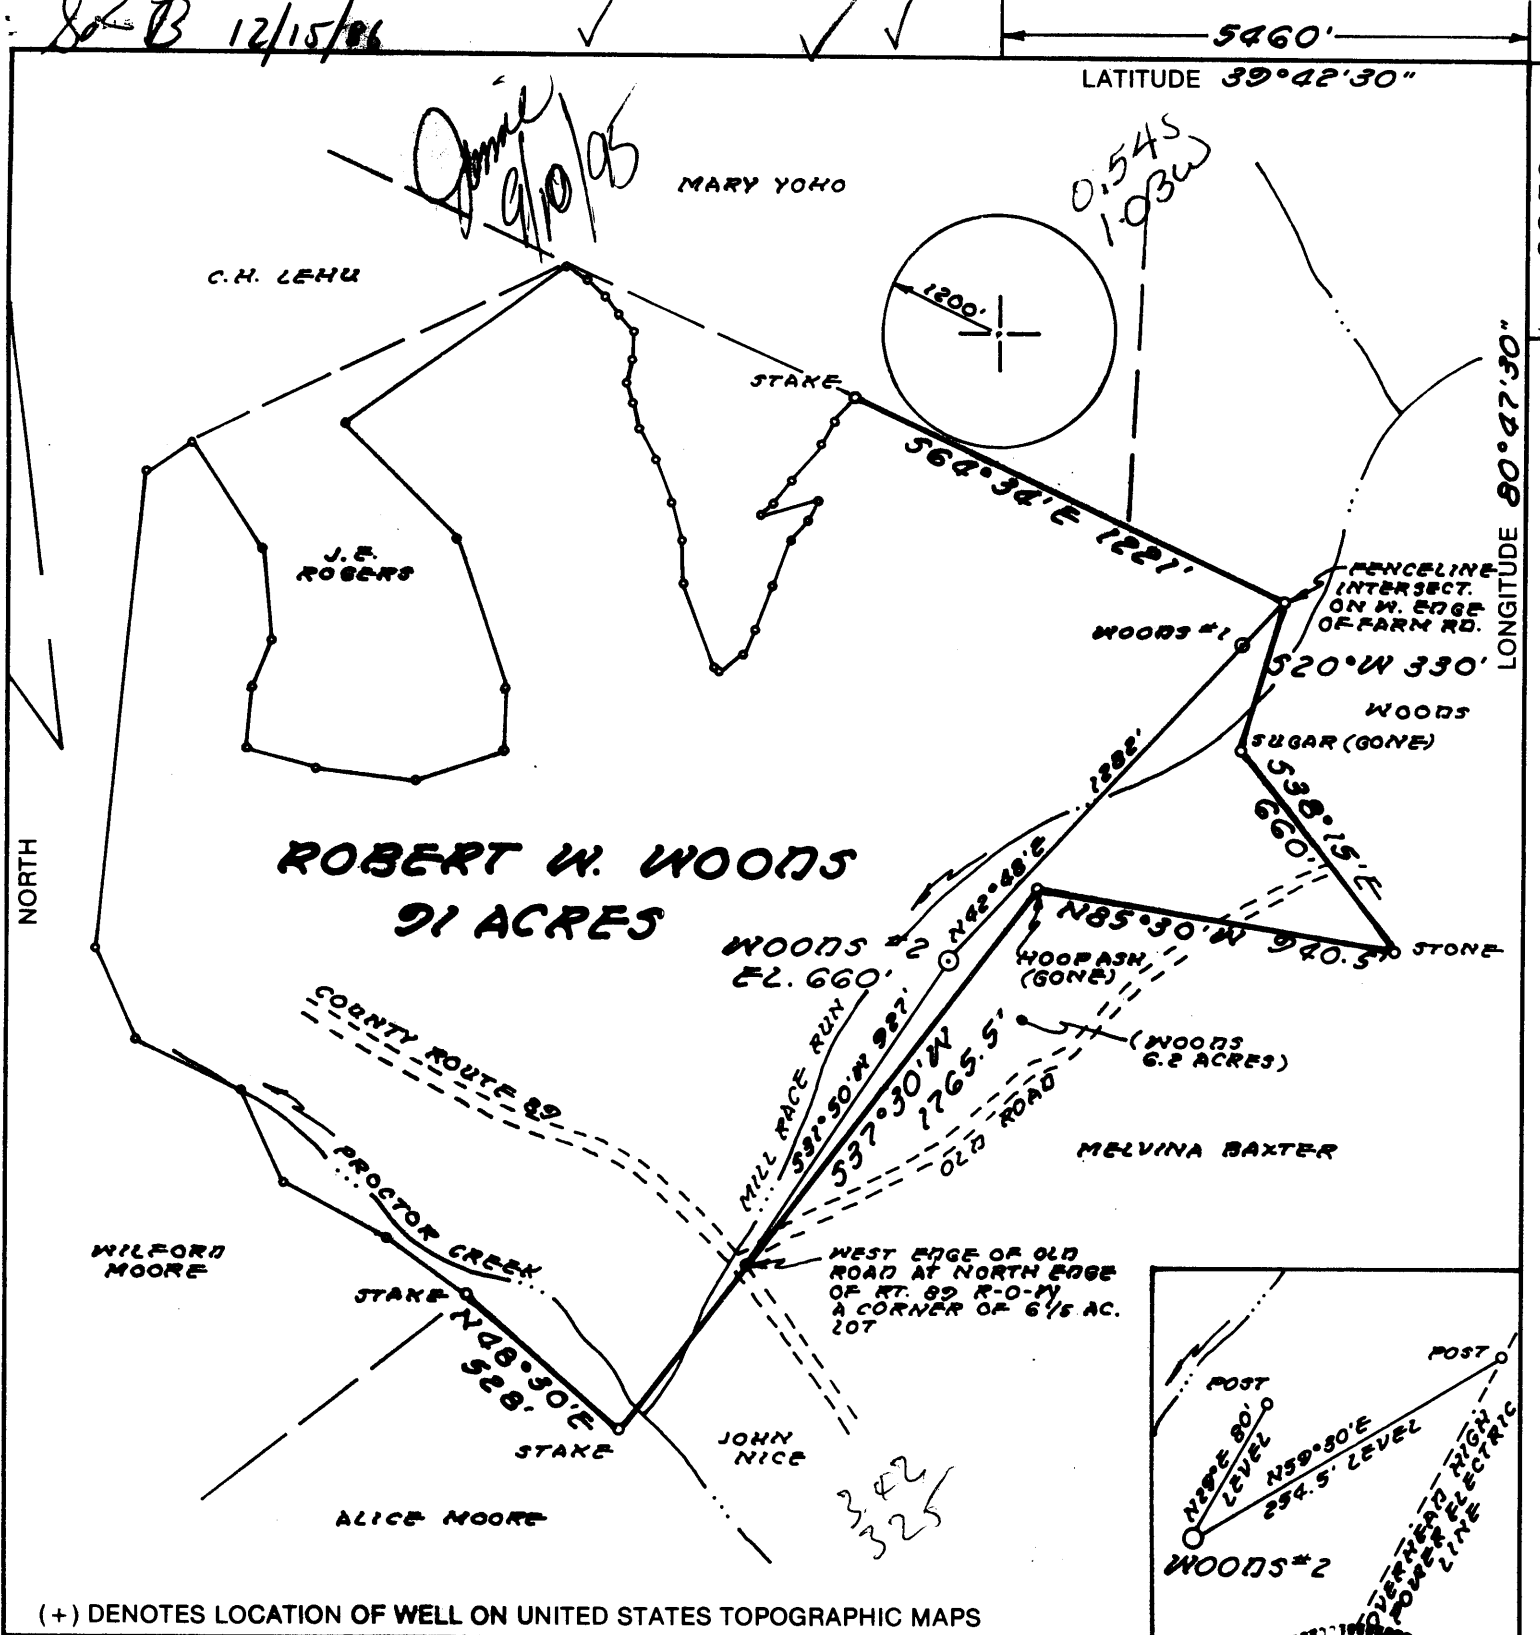 12/15/86
5460'
LATITUDE 39°42'30"
9/10/95
MARY YOHO
0.54S
1.03W
C.H. LEHU
1200'
STAKE
S64°34'E 1221'
LONGITUDE 80°47'30"
J.E.
ROGERS
FENCELINE
INTERSECT.
ON W. EDGE
OF FARM RD.
WOODS #1
S20°W 330'
WOODS
SUGAR (GONE)
1282'
N42°48'E
S38°15'E
660'
NORTH
ROBERT W. WOODS
91 ACRES
WOODS #2
EL. 660'
N85°30'W 940.5'
STONE
HOOP ASH
(GONE)
COUNTY ROUTE 89
MILL RACE RUN
S31°50'W 927'
S37°30'W
1765.5'
(WOODS
6.2 ACRES)
OLD ROAD
MELVINA BAXTER
PROCTOR CREEK
WILFORD
MOORE
STAKE
WEST EDGE OF OLD
ROAD AT NORTH EDGE
OF RT. 89 R-O-W
A CORNER OF 6 1/5 AC.
LOT
N48°30'E
528'
STAKE
JOHN
NICE
3.42
325
ALICE MOORE
POST
POST
N29°E 80'
LEVEL
N59°30'E
254.5' LEVEL
OVERHEAD HIGH
POWER ELECTRIC
LINE
WOODS #2
(+) DENOTES LOCATION OF WELL ON UNITED STATES TOPOGRAPHIC MAPS